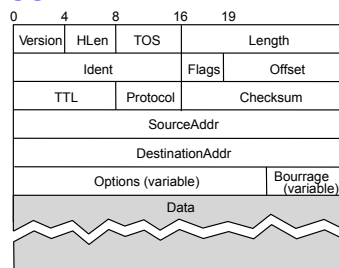 0 4 8 16 19
Version HLen TOS Length
Ident Flags Offset
TTL Protocol Checksum
SourceAddr
DestinationAddr
Options (variable) Bourrage
(variable)
Data